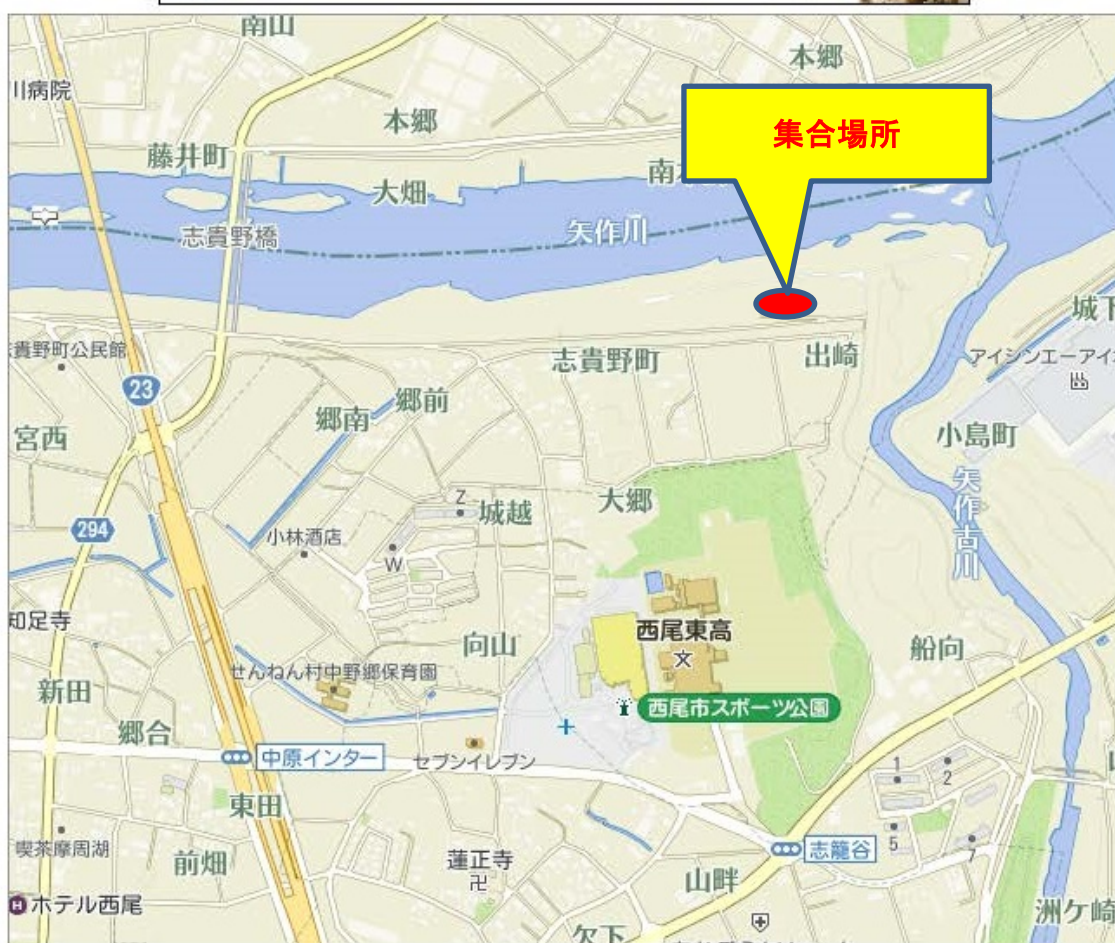 南山
本郷
川病院
集合場所
本郷
藤井町
大畑
矢作川
志貴野橋
城下
貴野町公民館
志貴野町
出崎
アイシンエーアイ
23
郷前
郷南
宮西
小島町
矢作古川
Z
城越
大郷
294
小林酒店
W
知足寺
西尾東高
文
向山
船向
せんねん村中野郷保育園
新田
西尾市スポーツ公園
郷合
中原インター
セブンイレブン
1
2
東田
喫茶摩周湖
5
7
志籠谷
前畑
蓮正寺
卍
山畔
H
ホテル西尾
洲ケ崎
欠下